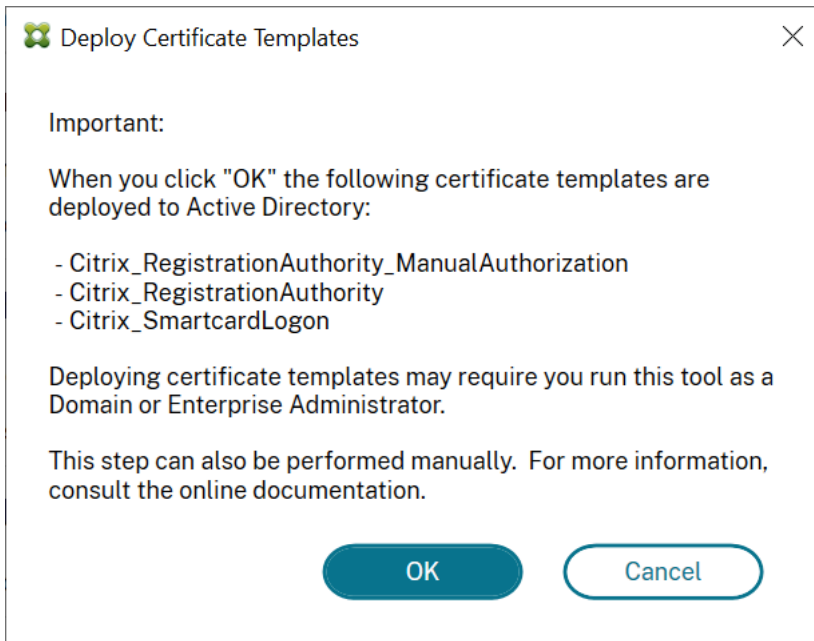 Deploy Certificate Templates
Important:
When you click "OK" the following certificate templates are
deployed to Active Directory:
- Citrix_RegistrationAuthority_ManualAuthorization
- Citrix_RegistrationAuthority
- Citrix_SmartcardLogon
Deploying certificate templates may require you run this tool as a
Domain or Enterprise Administrator.
This step can also be performed manually.  For more information,
consult the online documentation.
OK
Cancel